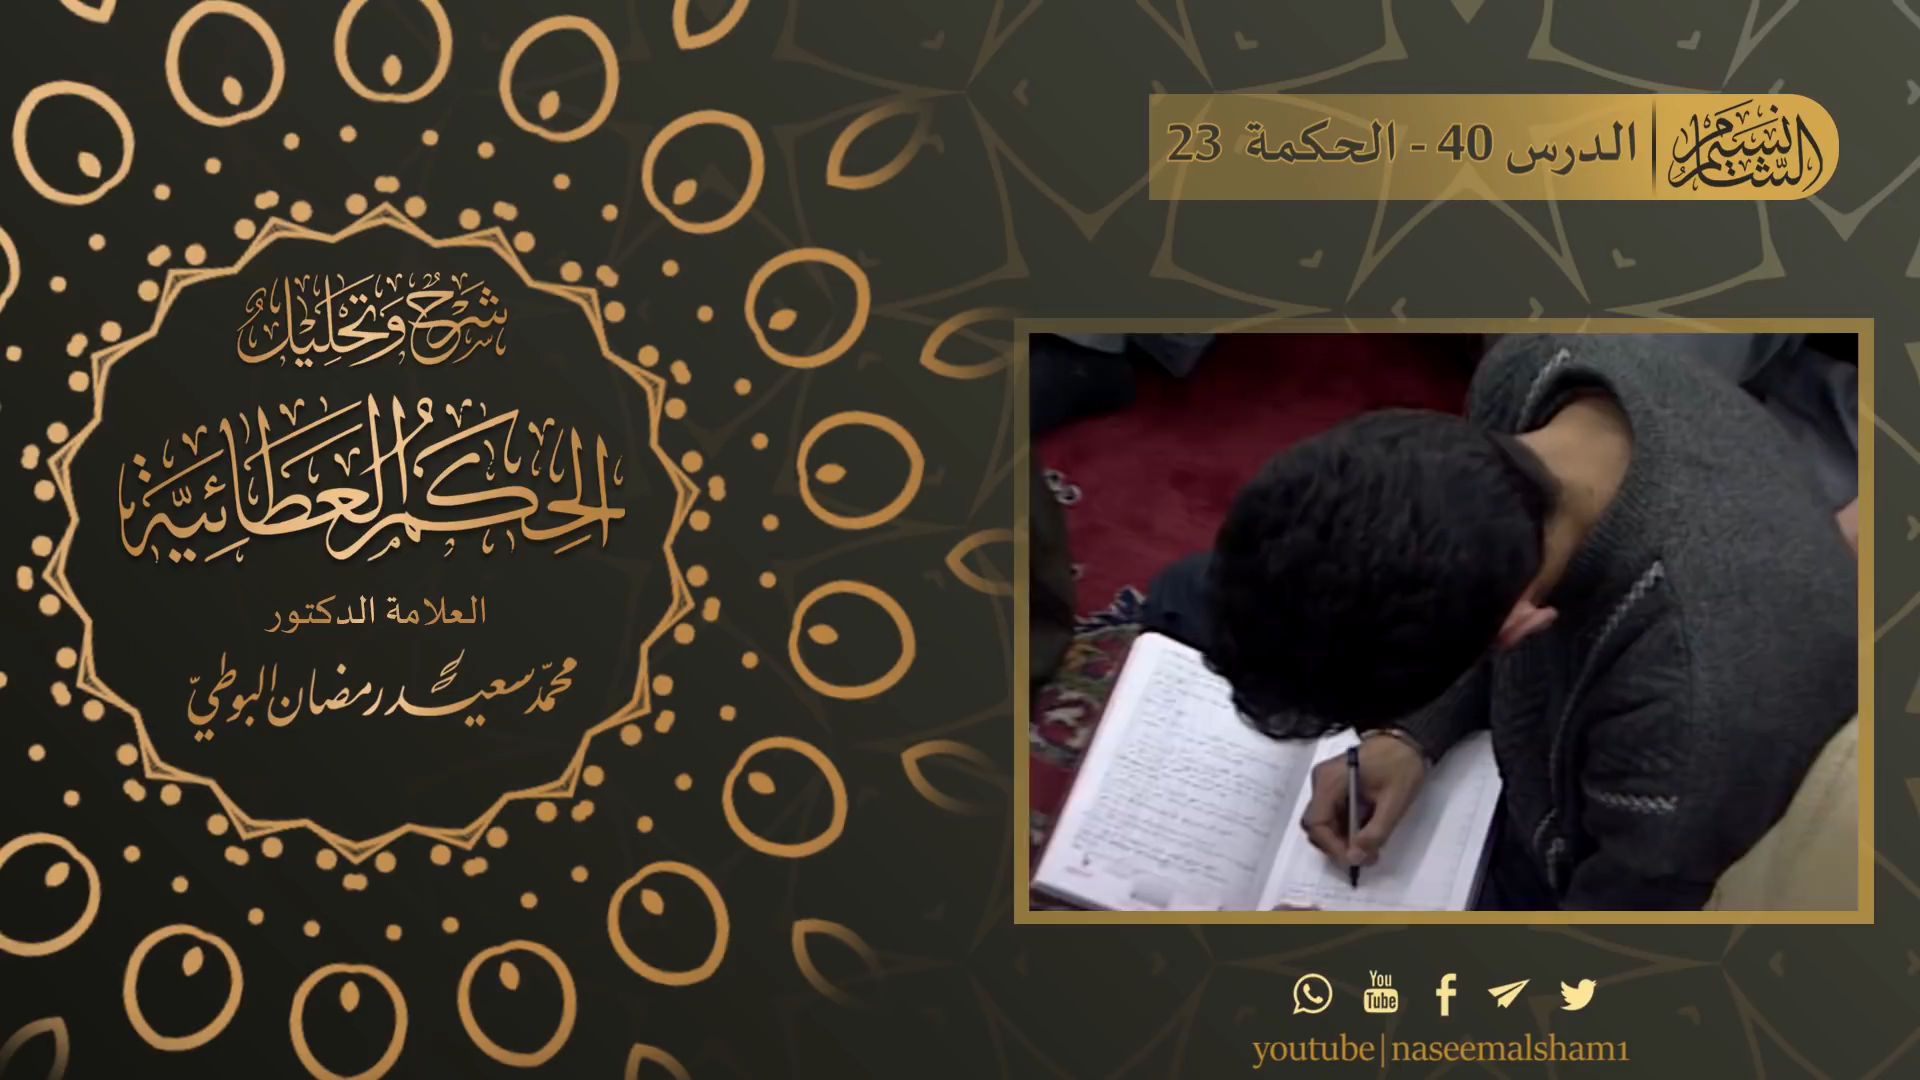 نسيم الشام
الدرس 40 - الحكمة 23
شرح وتحليل
الحكم العطائية
العلامة الدكتور
محمد سعيد رمضان البوطي
You
Tube
youtube|naseemalsham1